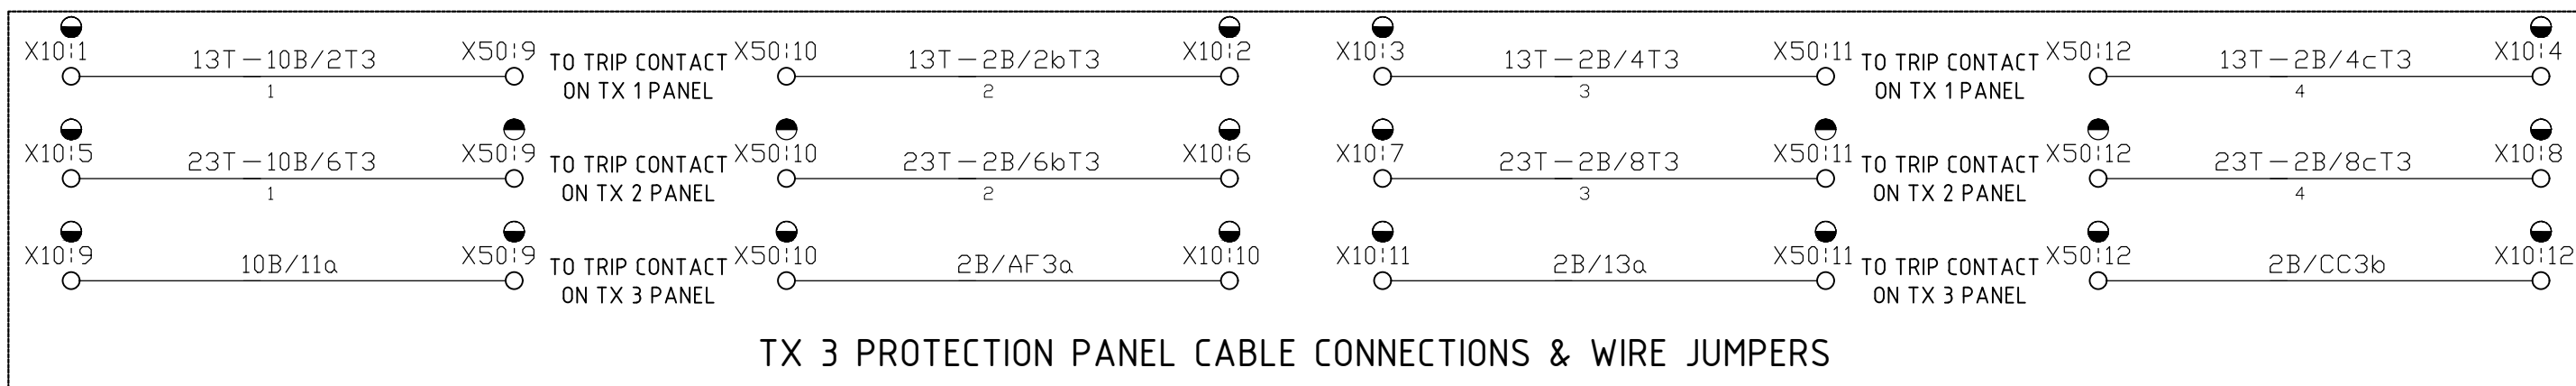 X10:1 13T-10B/2T3 X50:9 TO TRIP CONTACT X50:10 13T-2B/2bT3 X10:2 X10:3 13T-2B/4T3 X50:11 TO TRIP CONTACT X50:12 13T-2B/4cT3 X10:4
1 ON TX 1 PANEL 2 3 ON TX 1 PANEL 4
X10:5 23T-10B/6T3 X50:9 TO TRIP CONTACT X50:10 23T-2B/6bT3 X10:6 X10:7 23T-2B/8T3 X50:11 TO TRIP CONTACT X50:12 23T-2B/8cT3 X10:8
1 ON TX 2 PANEL 2 3 ON TX 2 PANEL 4
X10:9 10B/11a X50:9 TO TRIP CONTACT X50:10 2B/AF3a X10:10 X10:11 2B/13a X50:11 TO TRIP CONTACT X50:12 2B/CC3b X10:12
ON TX 3 PANEL ON TX 3 PANEL
TX 3 PROTECTION PANEL CABLE CONNECTIONS & WIRE JUMPERS